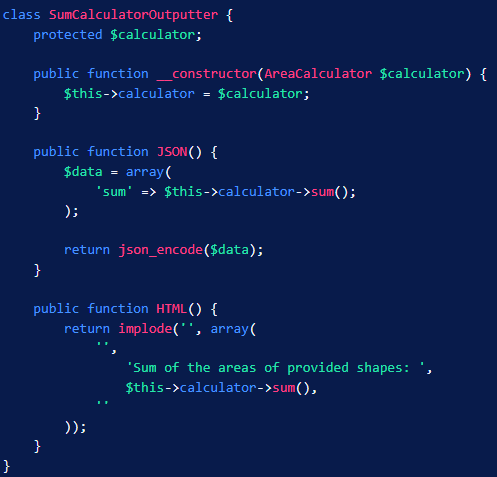 class SumCalculatorOutputter {
    protected $calculator;

    public function __constructor(AreaCalculator $calculator) {
        $this->calculator = $calculator;
    }

    public function JSON() {
        $data = array(
            'sum' => $this->calculator->sum();
        );

        return json_encode($data);
    }

    public function HTML() {
        return implode('', array(
            '',
                'Sum of the areas of provided shapes: ',
                $this->calculator->sum(),
            ''
        ));
    }
}